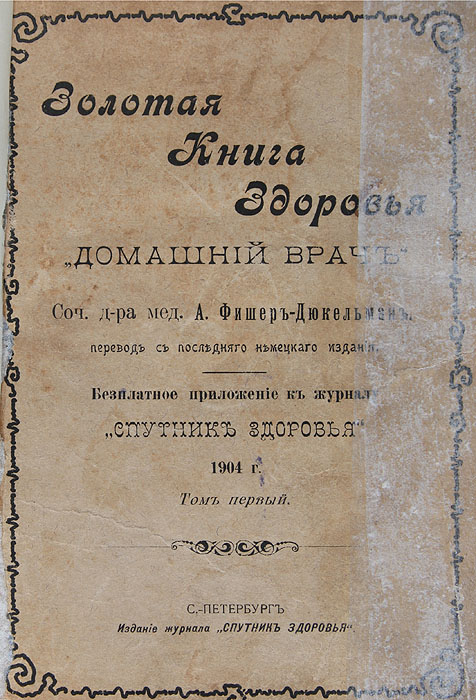 Золотая
Книга
Здоровья
„ДОМАШНІЙ ВРАЧЪ“
Соч. д-ра мед. А. Фишеръ-Дюкельманъ.
переводъ съ послѣдняго нѣмецкаго изданія.
Безплатное приложеніе къ журнал
„СПУТНИКЪ ЗДОРОВЬЯ“
1904 г.
Томъ первый.
С.-ПЕТЕРБУРГЪ
Изданіе журнала „СПУТНИКЪ ЗДОРОВЬЯ“.